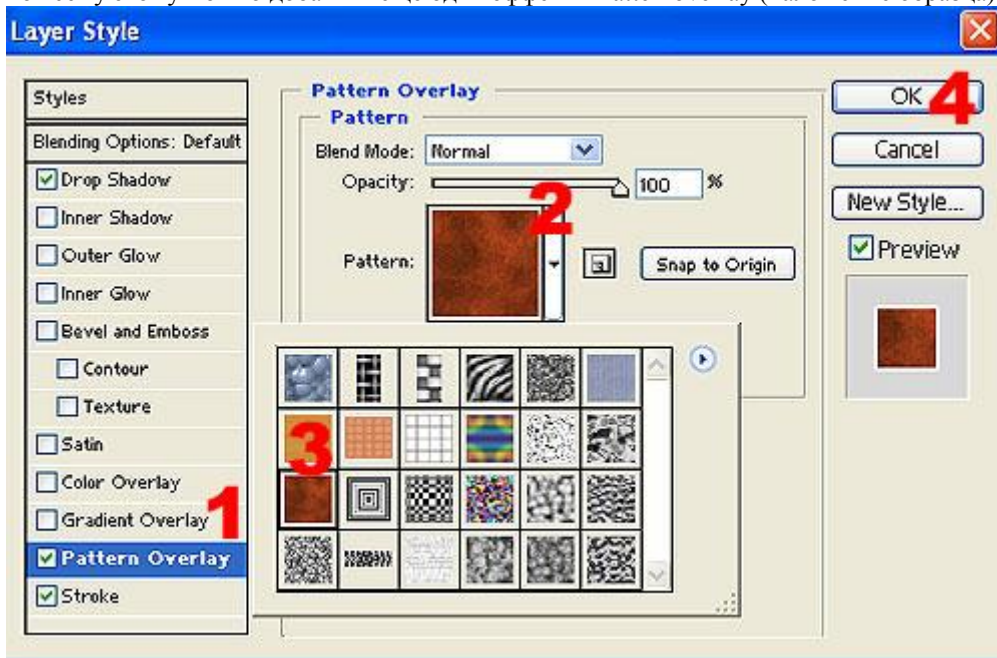 Layer Style
Styles
Blending Options: Default
Drop Shadow
Inner Shadow
Outer Glow
Inner Glow
Bevel and Emboss
Contour
Texture
Satin
Color Overlay
Gradient Overlay
1
Pattern Overlay
Stroke
Pattern Overlay
Pattern
Blend Mode: Normal
Opacity: 100 %
2
Pattern:
Snap to Origin
3
OK
4
Cancel
New Style...
Preview